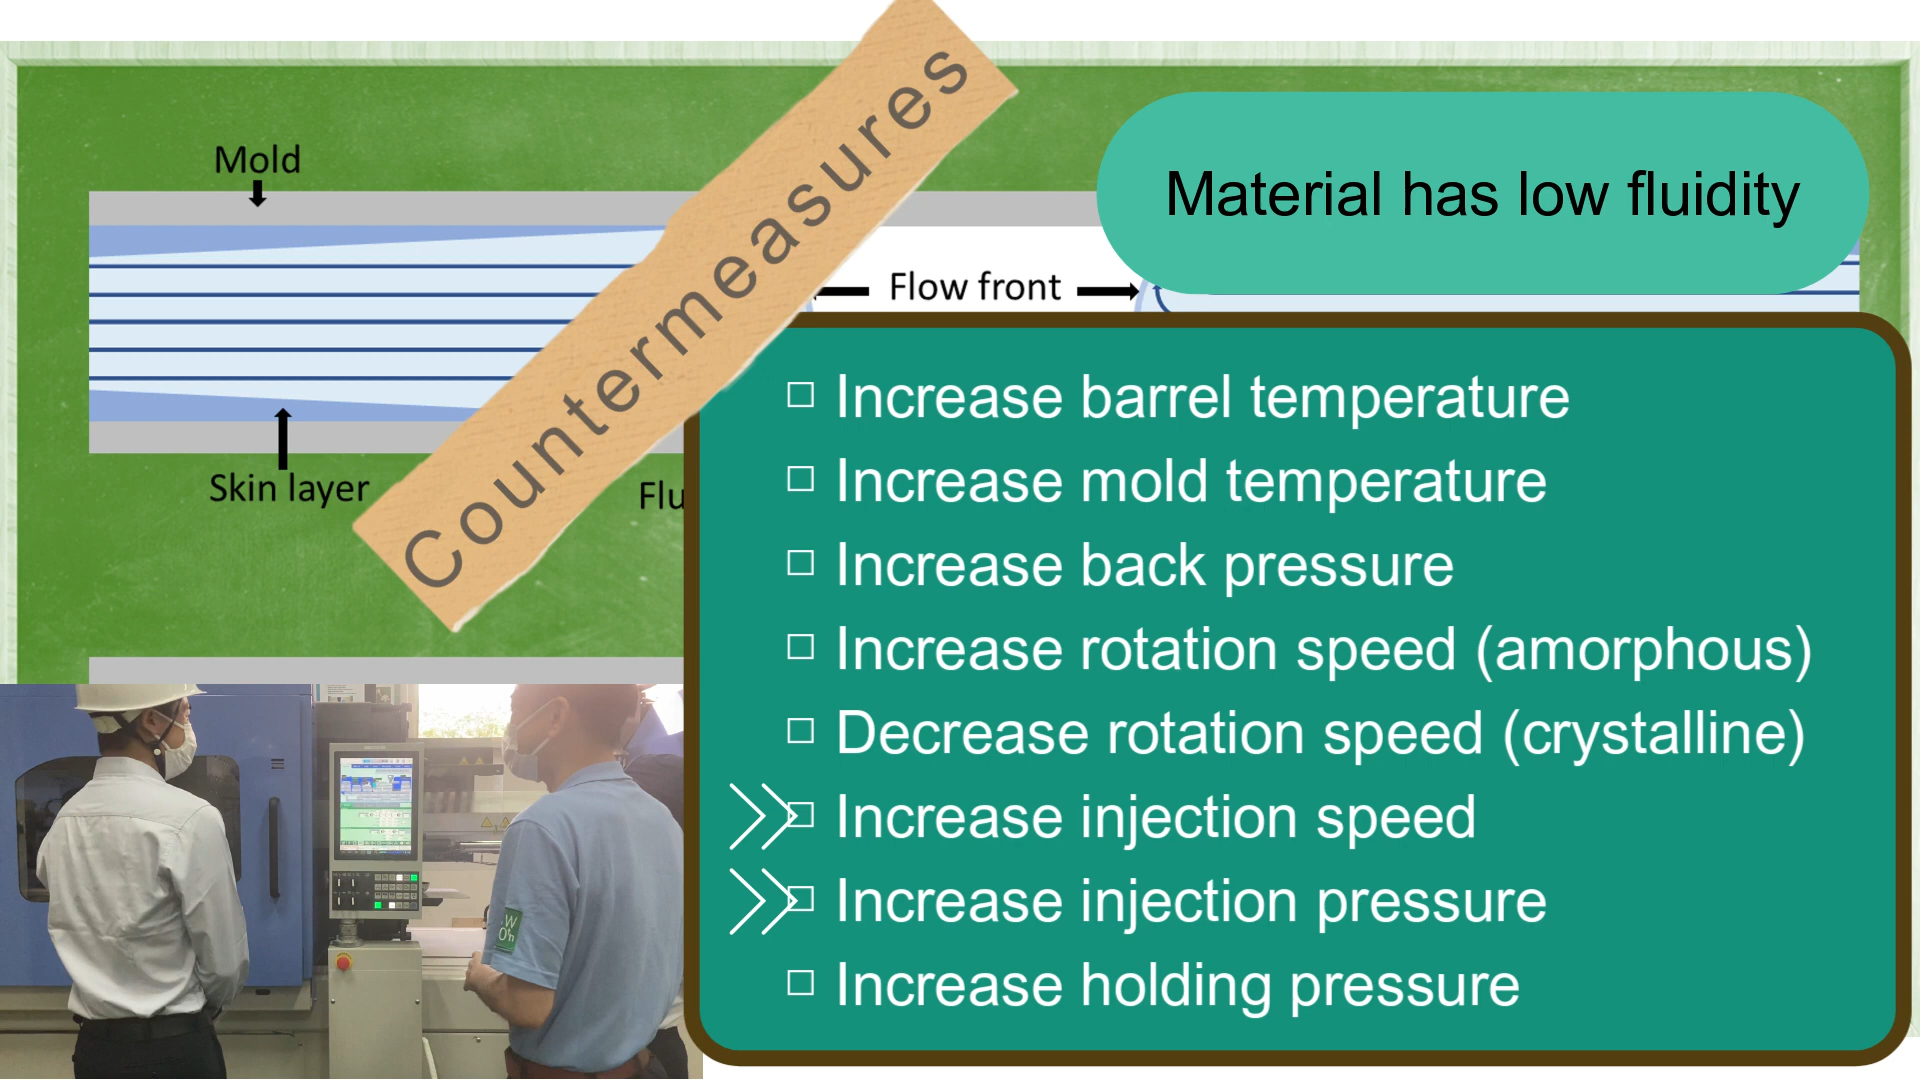 Countermeasures
Material has low fluidity
Mold
Flow front
Skin layer
Flu
□ Increase barrel temperature
□ Increase mold temperature
□ Increase back pressure
□ Increase rotation speed (amorphous)
□ Decrease rotation speed (crystalline)
□ Increase injection speed
□ Increase injection pressure
□ Increase holding pressure